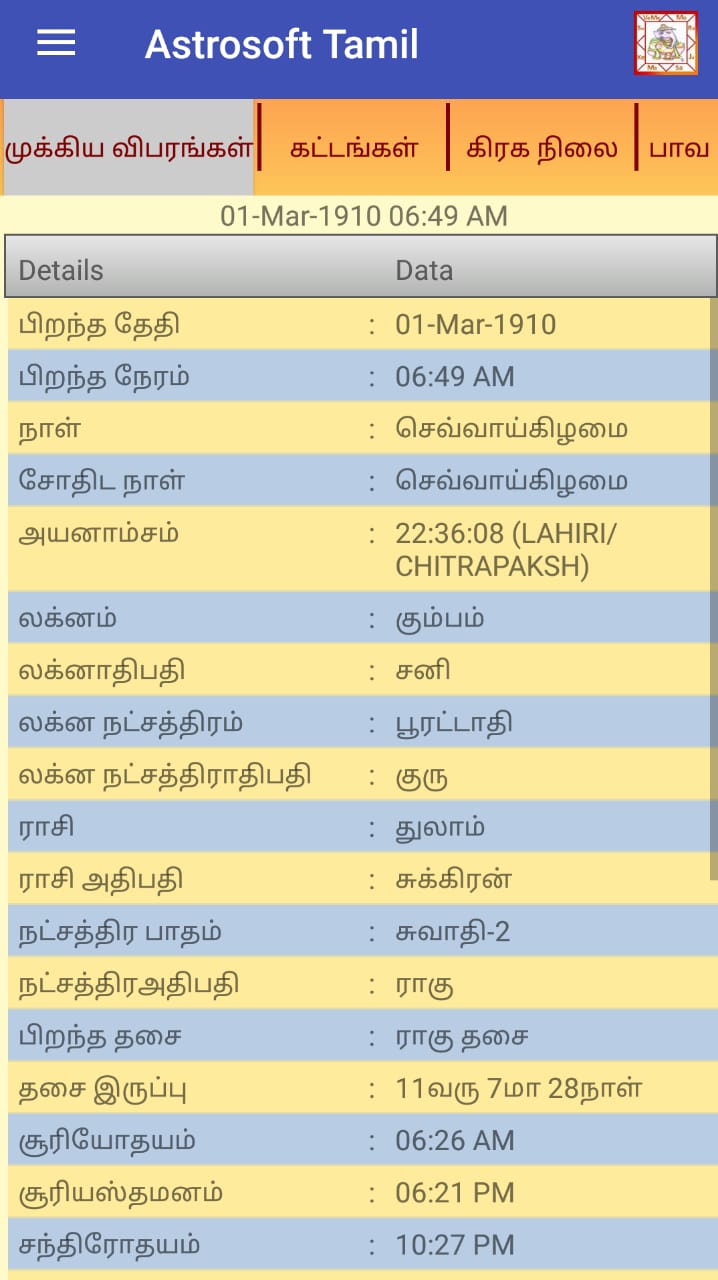 Astrosoft Tamil
முக்கிய விபரங்கள் கட்டங்கள் கிரக நிலை பாவ
01-Mar-1910 06:49 AM
Details Data
பிறந்த தேதி : 01-Mar-1910
பிறந்த நேரம் : 06:49 AM
நாள் : செவ்வாய்கிழமை
சோதிட நாள் : செவ்வாய்கிழமை
அயனாம்சம் : 22:36:08 (LAHIRI/
CHITRAPAKSH)
லக்னம் : கும்பம்
லக்னாதிபதி : சனி
லக்ன நட்சத்திரம் : பூரட்டாதி
லக்ன நட்சத்திராதிபதி : குரு
ராசி : துலாம்
ராசி அதிபதி : சுக்கிரன்
நட்சத்திர பாதம் : சுவாதி-2
நட்சத்திரஅதிபதி : ராகு
பிறந்த தசை : ராகு தசை
தசை இருப்பு : 11வரு 7மா 28நாள்
சூரியோதயம் : 06:26 AM
சூரியஸ்தமனம் : 06:21 PM
சந்திரோதயம் : 10:27 PM